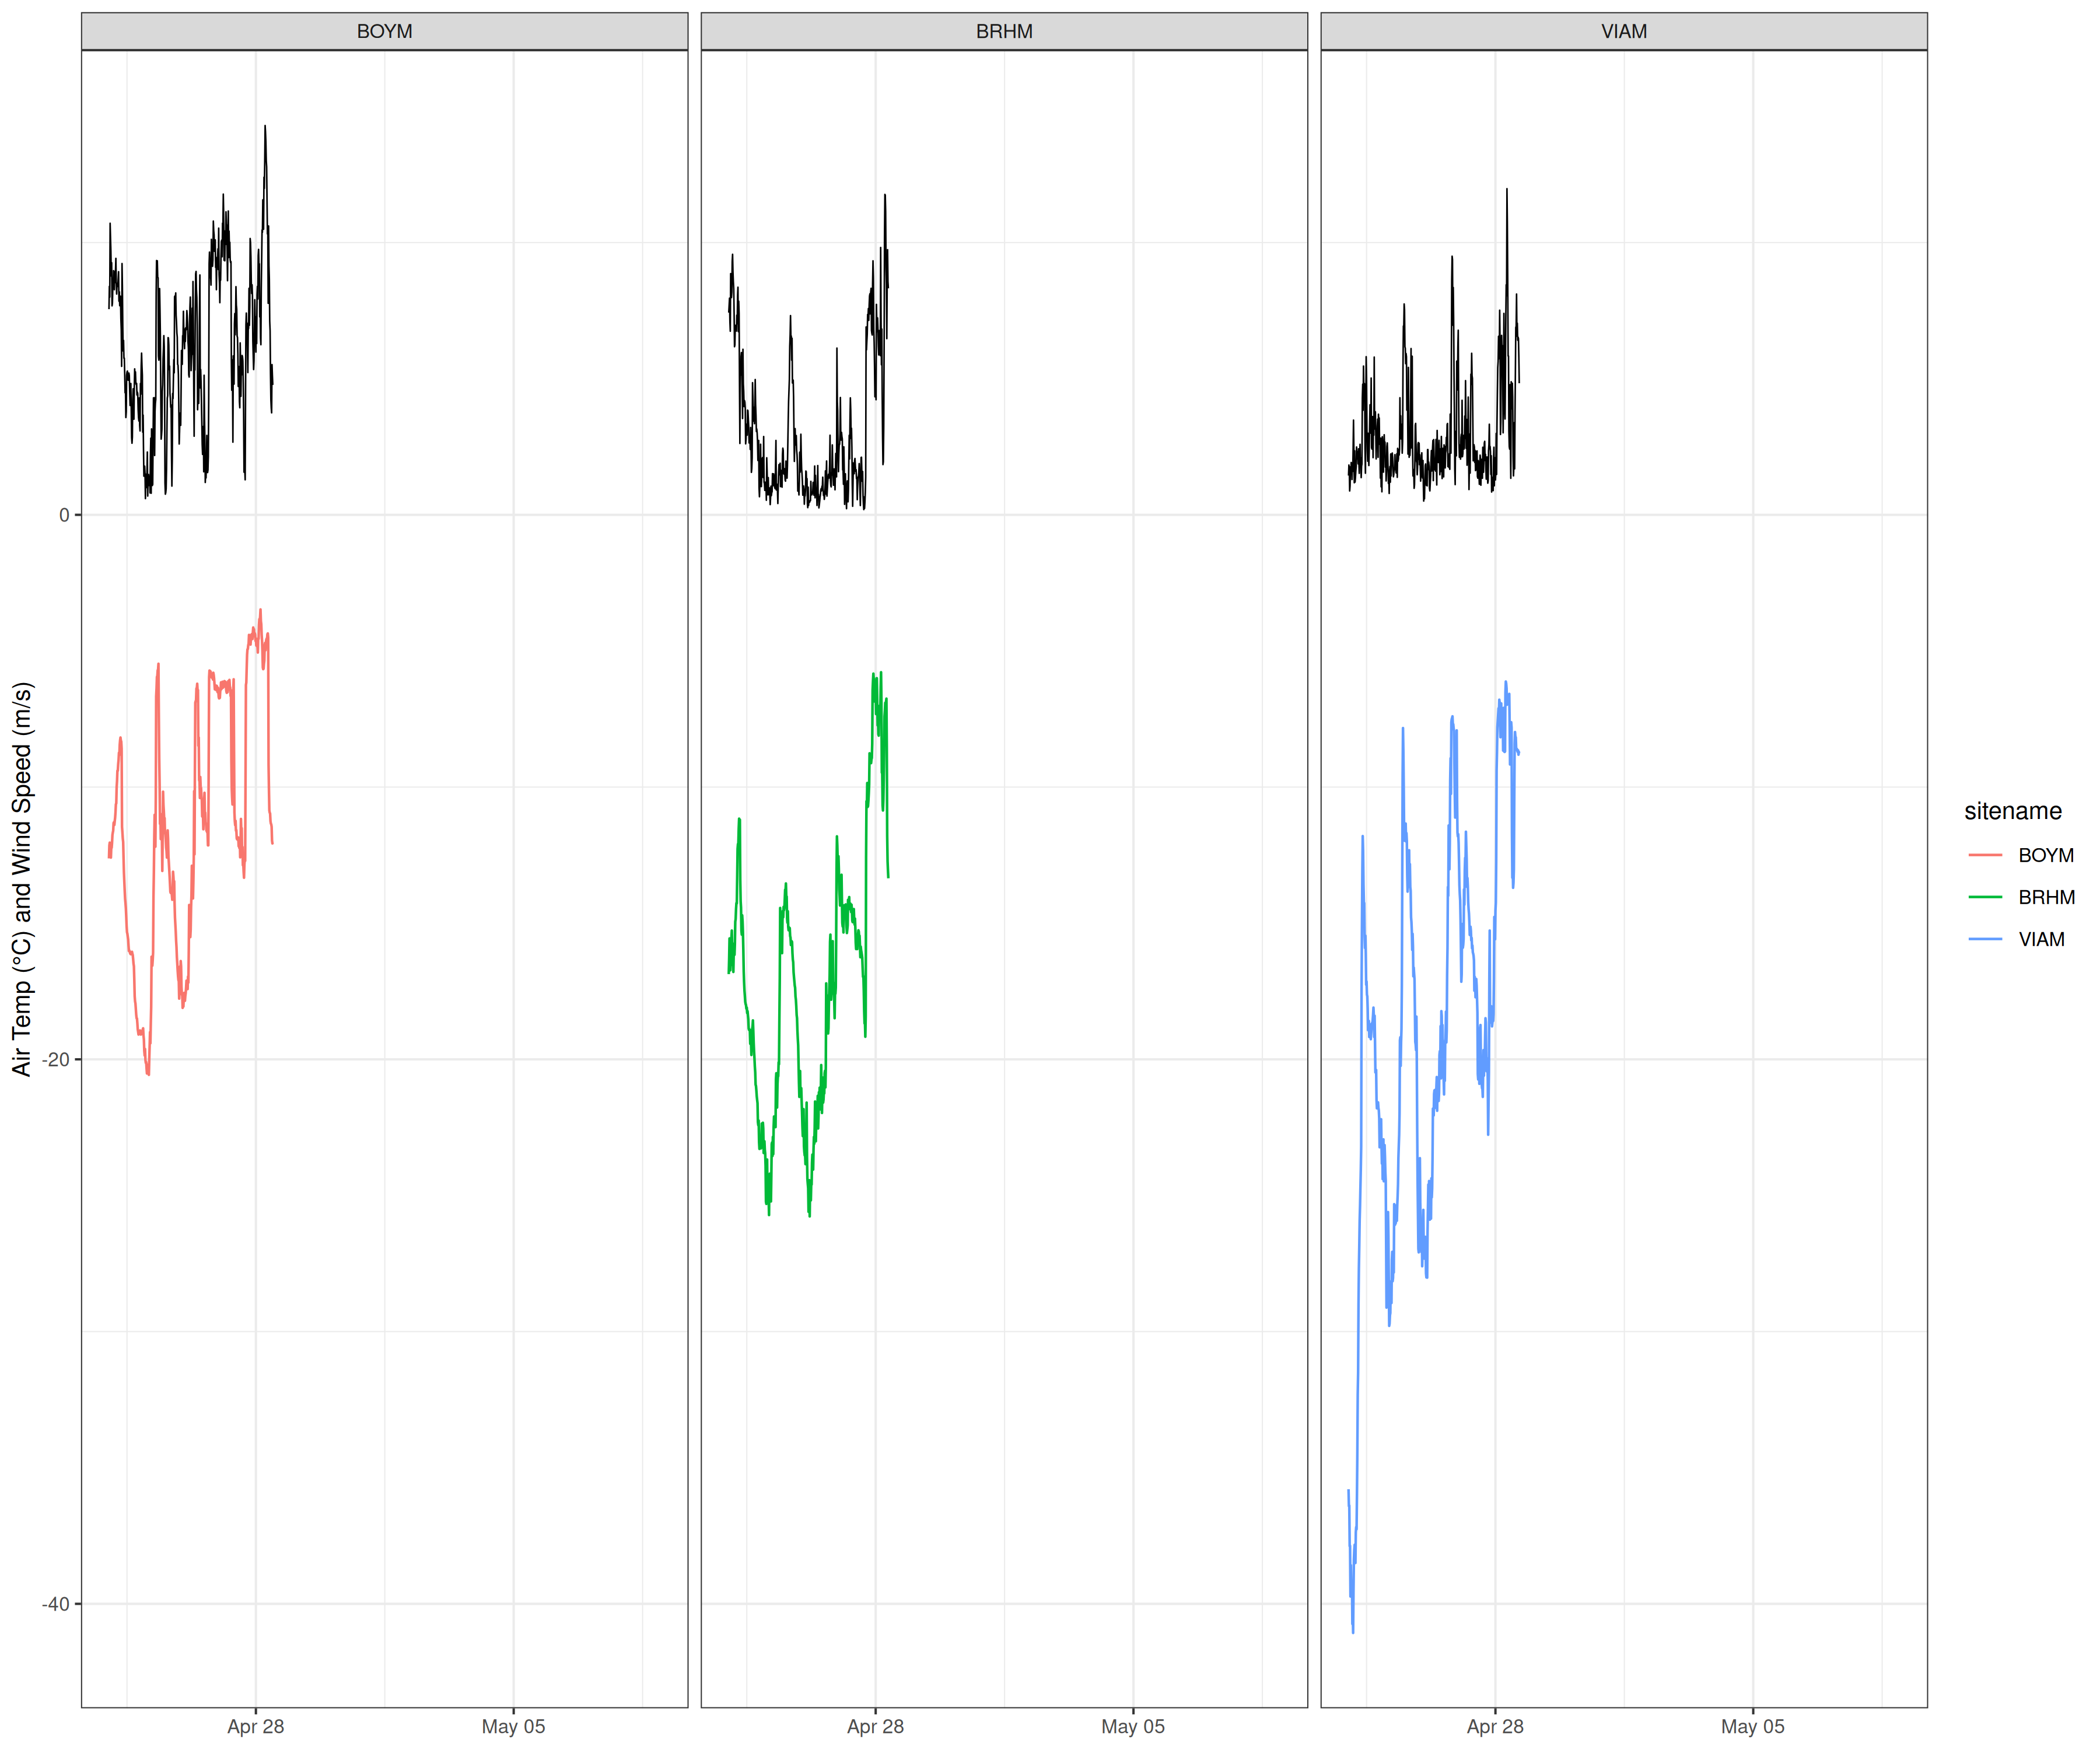 BOYM
BRHM
VIAM
0
-20
-40
Air Temp (°C) and Wind Speed (m/s)
Apr 28
May 05
Apr 28
May 05
Apr 28
May 05
sitename
BOYM
BRHM
VIAM